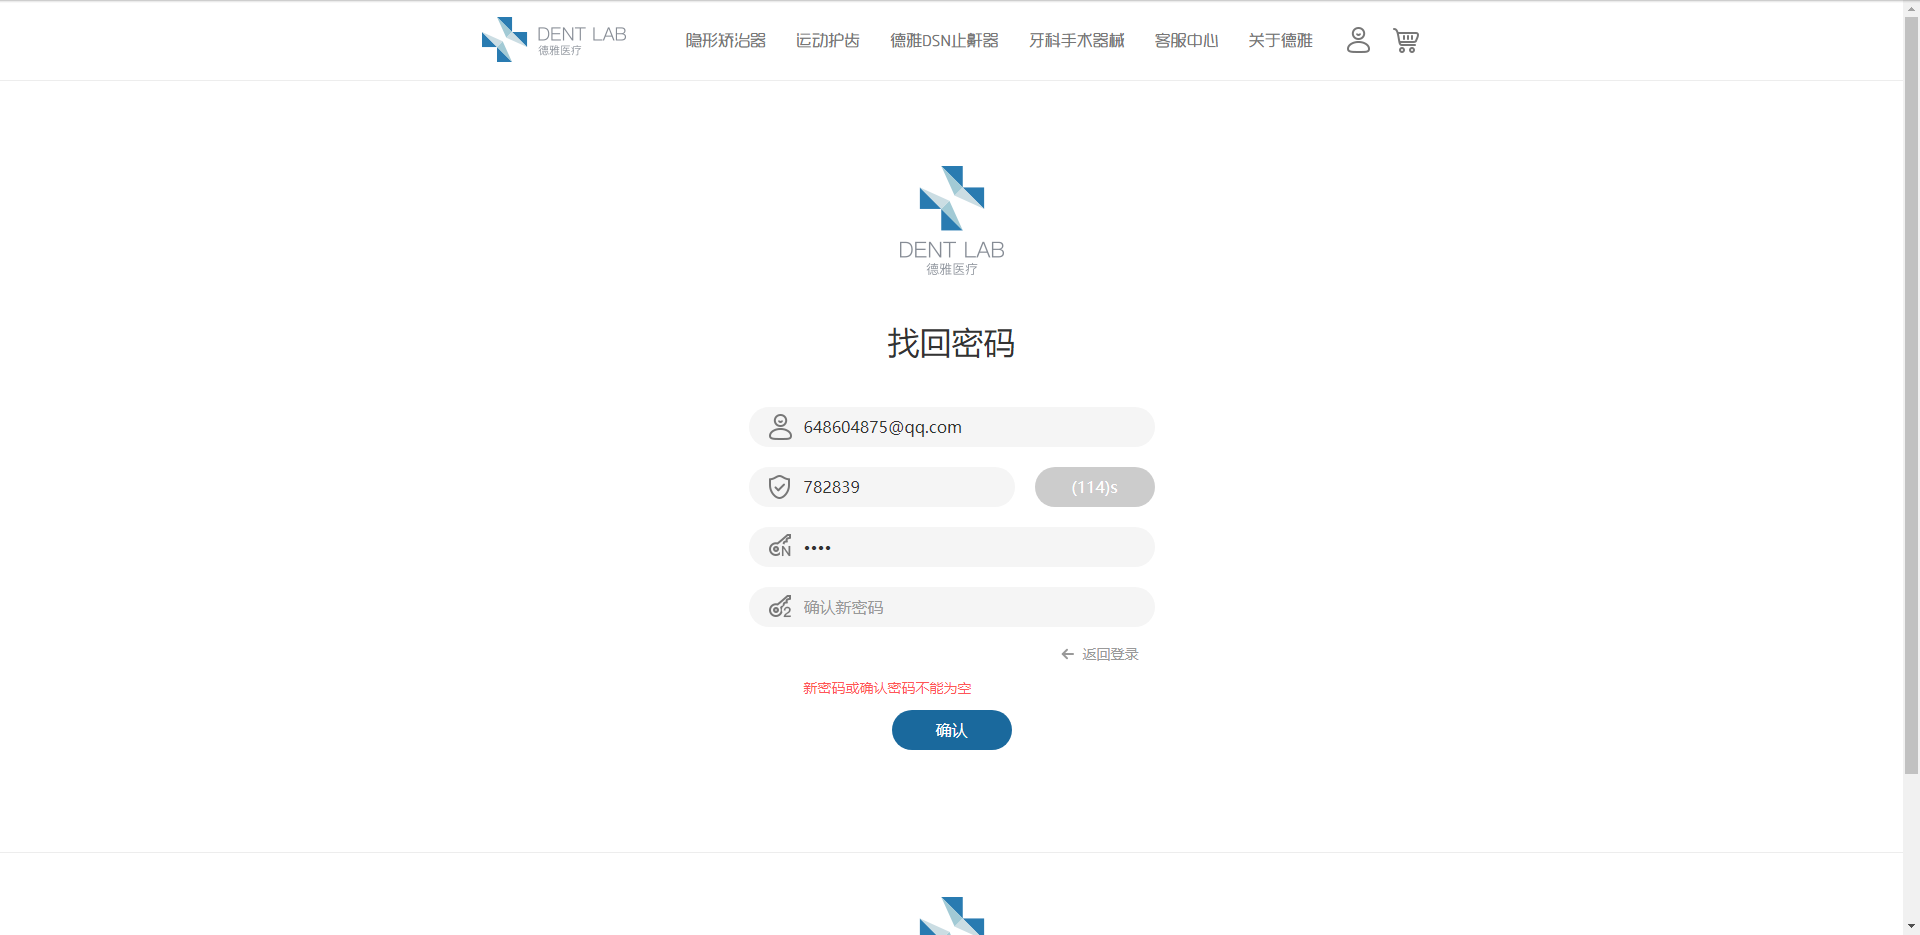 DENT LAB
德雅医疗
隐形矫治器 运动护齿 德雅DSN止鼾器 牙科手术器械 客服中心 关于德雅
DENT LAB
德雅医疗
找回密码
648604875@qq.com
782839 (114)s
••••
确认新密码
返回登录
新密码或确认密码不能为空
确认